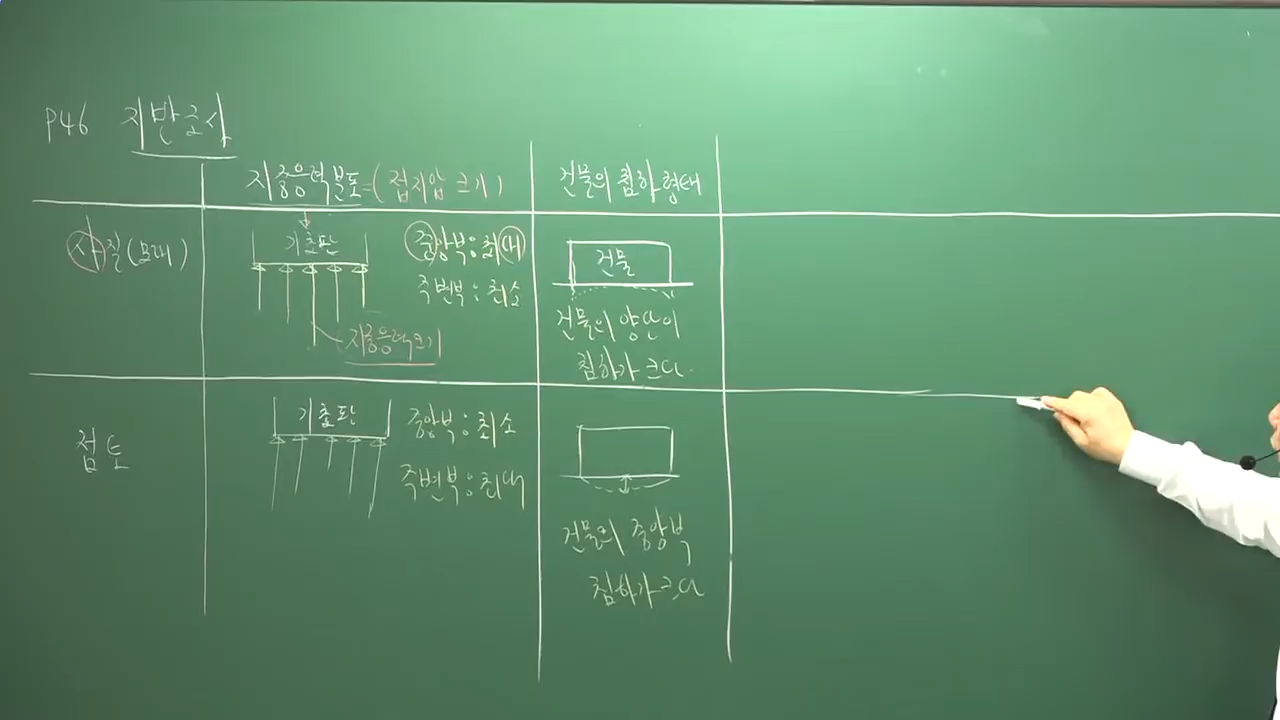 P46 지반조사
지중응력분포=(접지압 크기)
건물의 침하형태
사질(모래)
기초판
중앙부:최대
주변부:최소
지중응력크기
건물
건물의 양단이
침하가 크다.
점토
기초판
중앙부:최소
주변부:최대
건물의 중앙부
침하가 크다